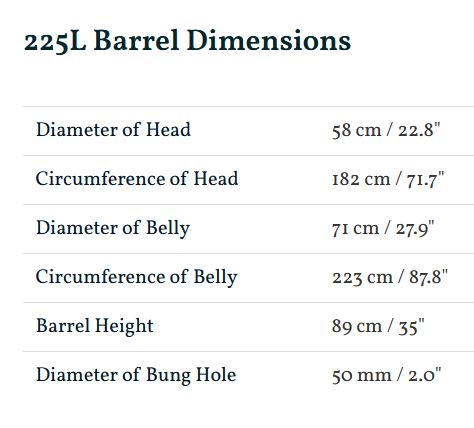 225L Barrel Dimensions
Diameter of Head 58 cm / 22.8"
Circumference of Head 182 cm / 71.7"
Diameter of Belly 71 cm / 27.9"
Circumference of Belly 223 cm / 87.8"
Barrel Height 89 cm / 35"
Diameter of Bung Hole 50 mm / 2.0"